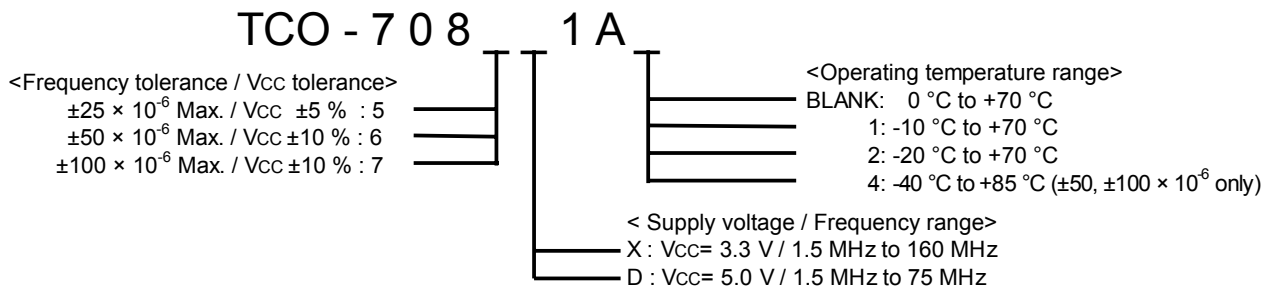 TCO - 7 0 8 _ _ 1 A _
<Frequency tolerance / VCC tolerance>
±25 × 10-6 Max. / VCC ±5 % : 5
±50 × 10-6 Max. / VCC ±10 % : 6
±100 × 10-6 Max. / VCC ±10 % : 7
<Operating temperature range>
BLANK: 0 °C to +70 °C
1: -10 °C to +70 °C
2: -20 °C to +70 °C
4: -40 °C to +85 °C (±50, ±100 × 10-6 only)
< Supply voltage / Frequency range>
X : VCC= 3.3 V / 1.5 MHz to 160 MHz
D : VCC= 5.0 V / 1.5 MHz to 75 MHz